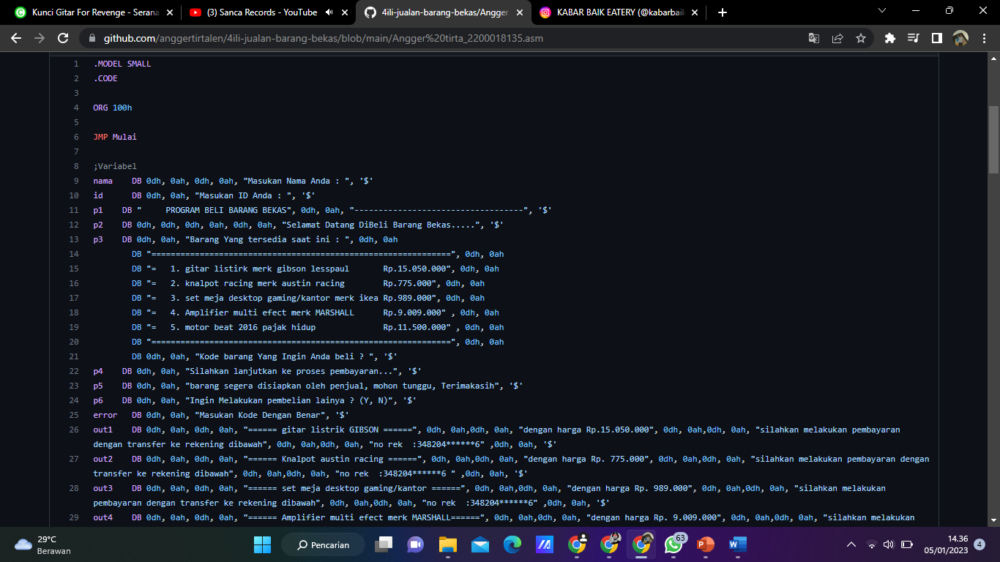 Kunci Gitar For Revenge - Serana
(3) Sanca Records - YouTube
4ili-jualan-barang-bekas/Angger
KABAR BAIK EATERY (@kabarbaik
github.com/anggertirtalen/4ili-jualan-barang-bekas/blob/main/Angger%20tirta_2200018135.asm
1 .MODEL SMALL
2 .CODE
3
4 ORG 100h
5
6 JMP Mulai
7
8 ;Variabel
9 nama DB 0dh, 0ah, 0dh, 0ah, "Masukan Nama Anda : ", '$'
10 id DB 0dh, 0ah, "Masukan ID Anda : ", '$'
11 p1 DB " PROGRAM BELI BARANG BEKAS", 0dh, 0ah, "-----------------------------------", '$'
12 p2 DB 0dh, 0dh, 0dh, 0ah, 0dh, 0ah, "Selamat Datang DiBeli Barang Bekas.....", '$'
13 p3 DB 0dh, 0ah, "Barang Yang tersedia saat ini : ", 0dh, 0ah
14 DB "==============================================================", 0dh, 0ah
15 DB "= 1. gitar listirk merk gibson lesspaul Rp.15.050.000", 0dh, 0ah
16 DB "= 2. knalpot racing merk austin racing Rp.775.000", 0dh, 0ah
17 DB "= 3. set meja desktop gaming/kantor merk ikea Rp.989.000", 0dh, 0ah
18 DB "= 4. Amplifier multi efect merk MARSHALL Rp.9.009.000" , 0dh, 0ah
19 DB "= 5. motor beat 2016 pajak hidup Rp.11.500.000" , 0dh, 0ah
20 DB "==============================================================", 0dh, 0ah
21 DB 0dh, 0ah, "Kode barang Yang Ingin Anda beli ? ", '$'
22 p4 DB 0dh, 0ah, "Silahkan lanjutkan ke proses pembayaran...", '$'
23 p5 DB 0dh, 0ah, "barang segera disiapkan oleh penjual, mohon tunggu, Terimakasih", '$'
24 p6 DB 0dh, 0ah, "Ingin Melakukan pembelian lainya ? (Y, N)", '$'
25 error DB 0dh, 0ah, "Masukan Kode Dengan Benar", '$'
26 out1 DB 0dh, 0ah, 0dh, 0ah, "====== gitar listrik GIBSON ======", 0dh, 0ah,0dh, 0ah, "dengan harga Rp.15.050.000", 0dh, 0ah,0dh, 0ah, "silahkan melakukan pembayaran
dengan transfer ke rekening dibawah", 0dh, 0ah,0dh, 0ah, "no rek :348204******6" ,0dh, 0ah, '$'
27 out2 DB 0dh, 0ah, 0dh, 0ah, "====== Knalpot austin racing ======", 0dh, 0ah,0dh, 0ah, "dengan harga Rp. 775.000", 0dh, 0ah,0dh, 0ah, "silahkan melakukan pembayaran dengan
transfer ke rekening dibawah", 0dh, 0ah,0dh, 0ah, "no rek :348204******6 " ,0dh, 0ah, '$'
28 out3 DB 0dh, 0ah, 0dh, 0ah, "====== set meja desktop gaming/kantor ======", 0dh, 0ah,0dh, 0ah, "dengan harga Rp. 989.000", 0dh, 0ah,0dh, 0ah, "silahkan melakukan
pembayaran dengan transfer ke rekening dibawah", 0dh, 0ah,0dh, 0ah, "no rek :348204******6" ,0dh, 0ah, '$'
29 out4 DB 0dh, 0ah, 0dh, 0ah, "====== Amplifier multi efect merk MARSHALL======", 0dh, 0ah,0dh, 0ah, "dengan harga Rp. 9.009.000", 0dh, 0ah,0dh, 0ah, "silahkan melakukan
29°C
Berawan
Pencarian
63
14.36
05/01/2023
4